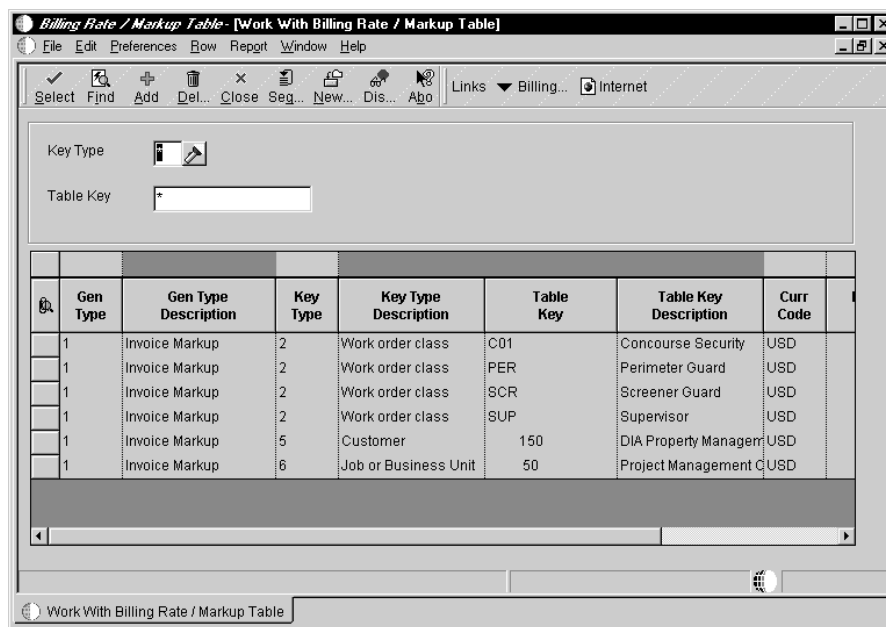 Billing Rate / Markup Table - [Work With Billing Rate / Markup Table]
File Edit Preferences Row Report Window Help
Select Find Add Del... Close Seq... New... Dis... Abo Links Billing... Internet
Key Type *
Table Key *
Gen Type Gen Type Description Key Type Key Type Description Table Key Table Key Description Curr Code
1 Invoice Markup 2 Work order class C01 Concourse Security USD
1 Invoice Markup 2 Work order class PER Perimeter Guard USD
1 Invoice Markup 2 Work order class SCR Screener Guard USD
1 Invoice Markup 2 Work order class SUP Supervisor USD
1 Invoice Markup 5 Customer 150 DIA Property Managem USD
1 Invoice Markup 6 Job or Business Unit 50 Project Management C USD
Work With Billing Rate / Markup Table